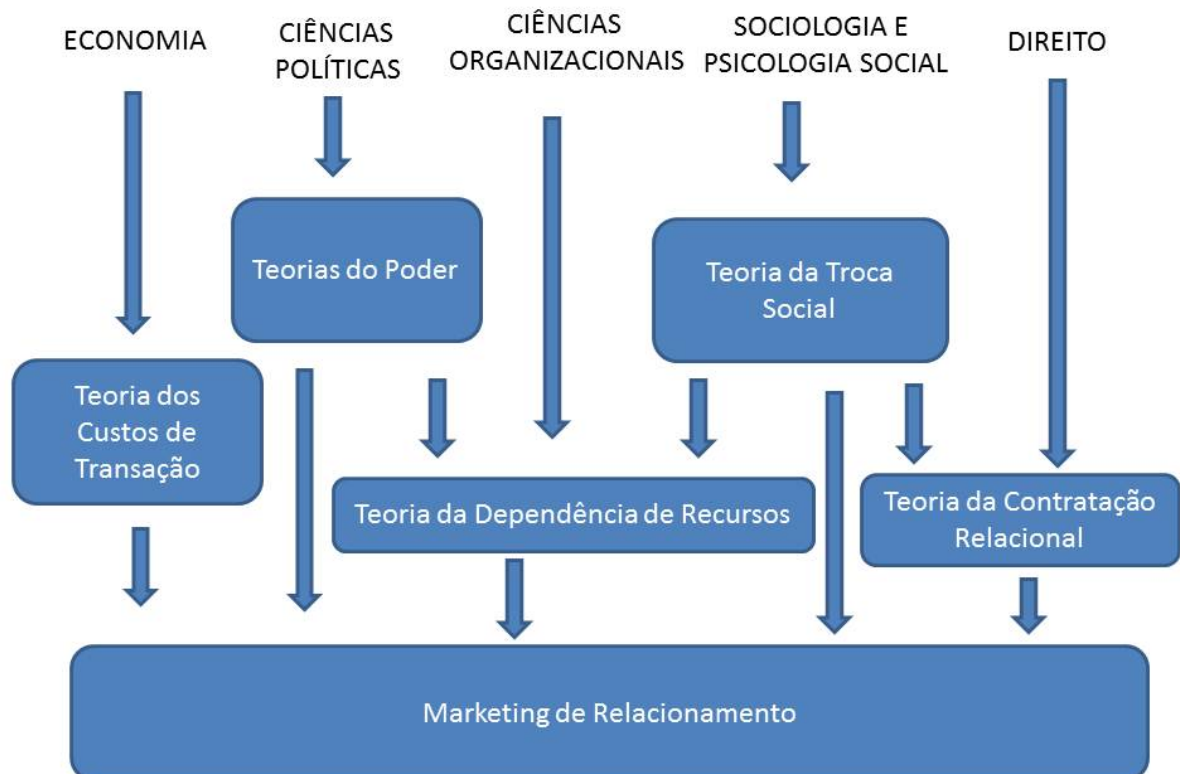 ECONOMIA
CIÊNCIAS
POLÍTICAS
CIÊNCIAS
ORGANIZACIONAIS
SOCIOLOGIA E
PSICOLOGIA SOCIAL
DIREITO
Teorias do Poder
Teoria da Troca
Social
Teoria dos
Custos de
Transação
Teoria da Dependência de Recursos
Teoria da Contratação
Relacional
Marketing de Relacionamento